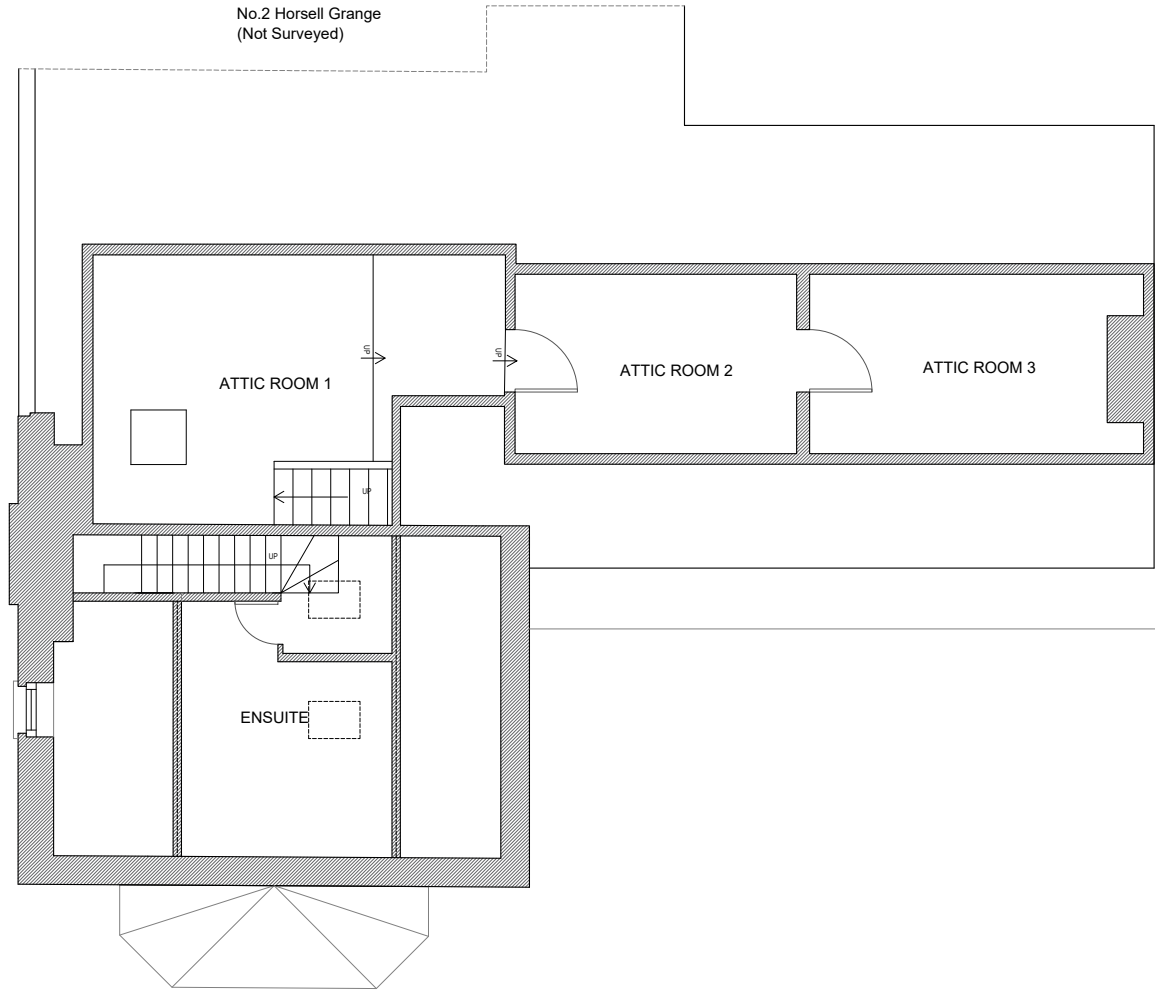 No.2 Horsell Grange
(Not Surveyed)
UP
UP
ATTIC ROOM 1
ATTIC ROOM 2
ATTIC ROOM 3
UP
UP
ENSUITE